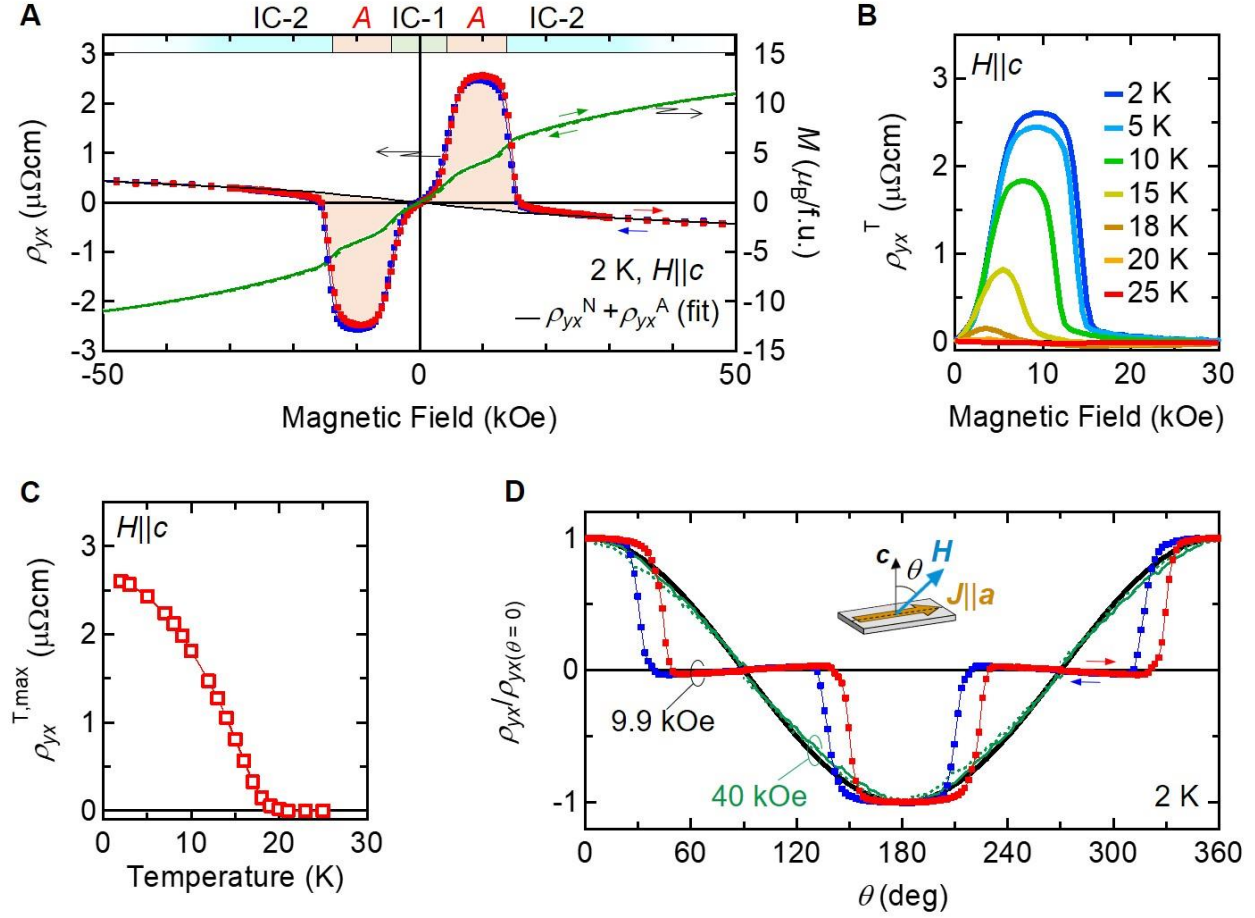 A
IC-2 A IC-1 A IC-2
3 2 1 0 -1 -2 -3
ρyx (μΩcm)
15 10 5 0 -5 -10 -15
M (μB/f.u.)
2 K, H||c
— ρyxN + ρyxA (fit)
-50 0 50
Magnetic Field (kOe)
B
H||c
3 2 1 0
ρyxT (μΩcm)
2 K
5 K
10 K
15 K
18 K
20 K
25 K
0 10 20 30
Magnetic Field (kOe)
C
H||c
3 2 1 0
ρyxT,max (μΩcm)
0 10 20 30
Temperature (K)
D
1 0 -1
ρyx/ρyx(θ = 0)
c θ H
J||a
9.9 kOe
40 kOe
2 K
0 60 120 180 240 300 360
θ (deg)